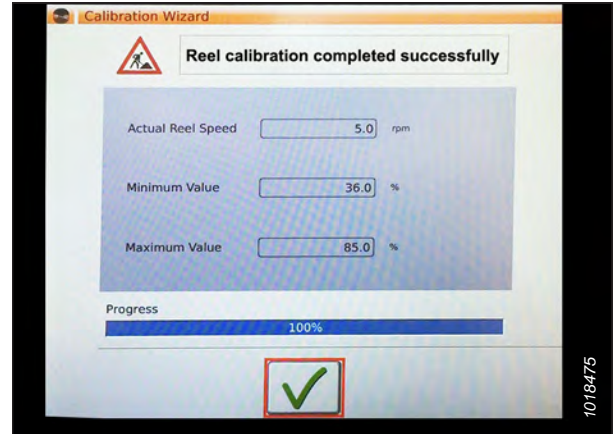 Calibration Wizard
Reel calibration completed successfully
Actual Reel Speed 5.0 rpm
Minimum Value 36.0 %
Maximum Value 85.0 %
Progress
100%
1018475